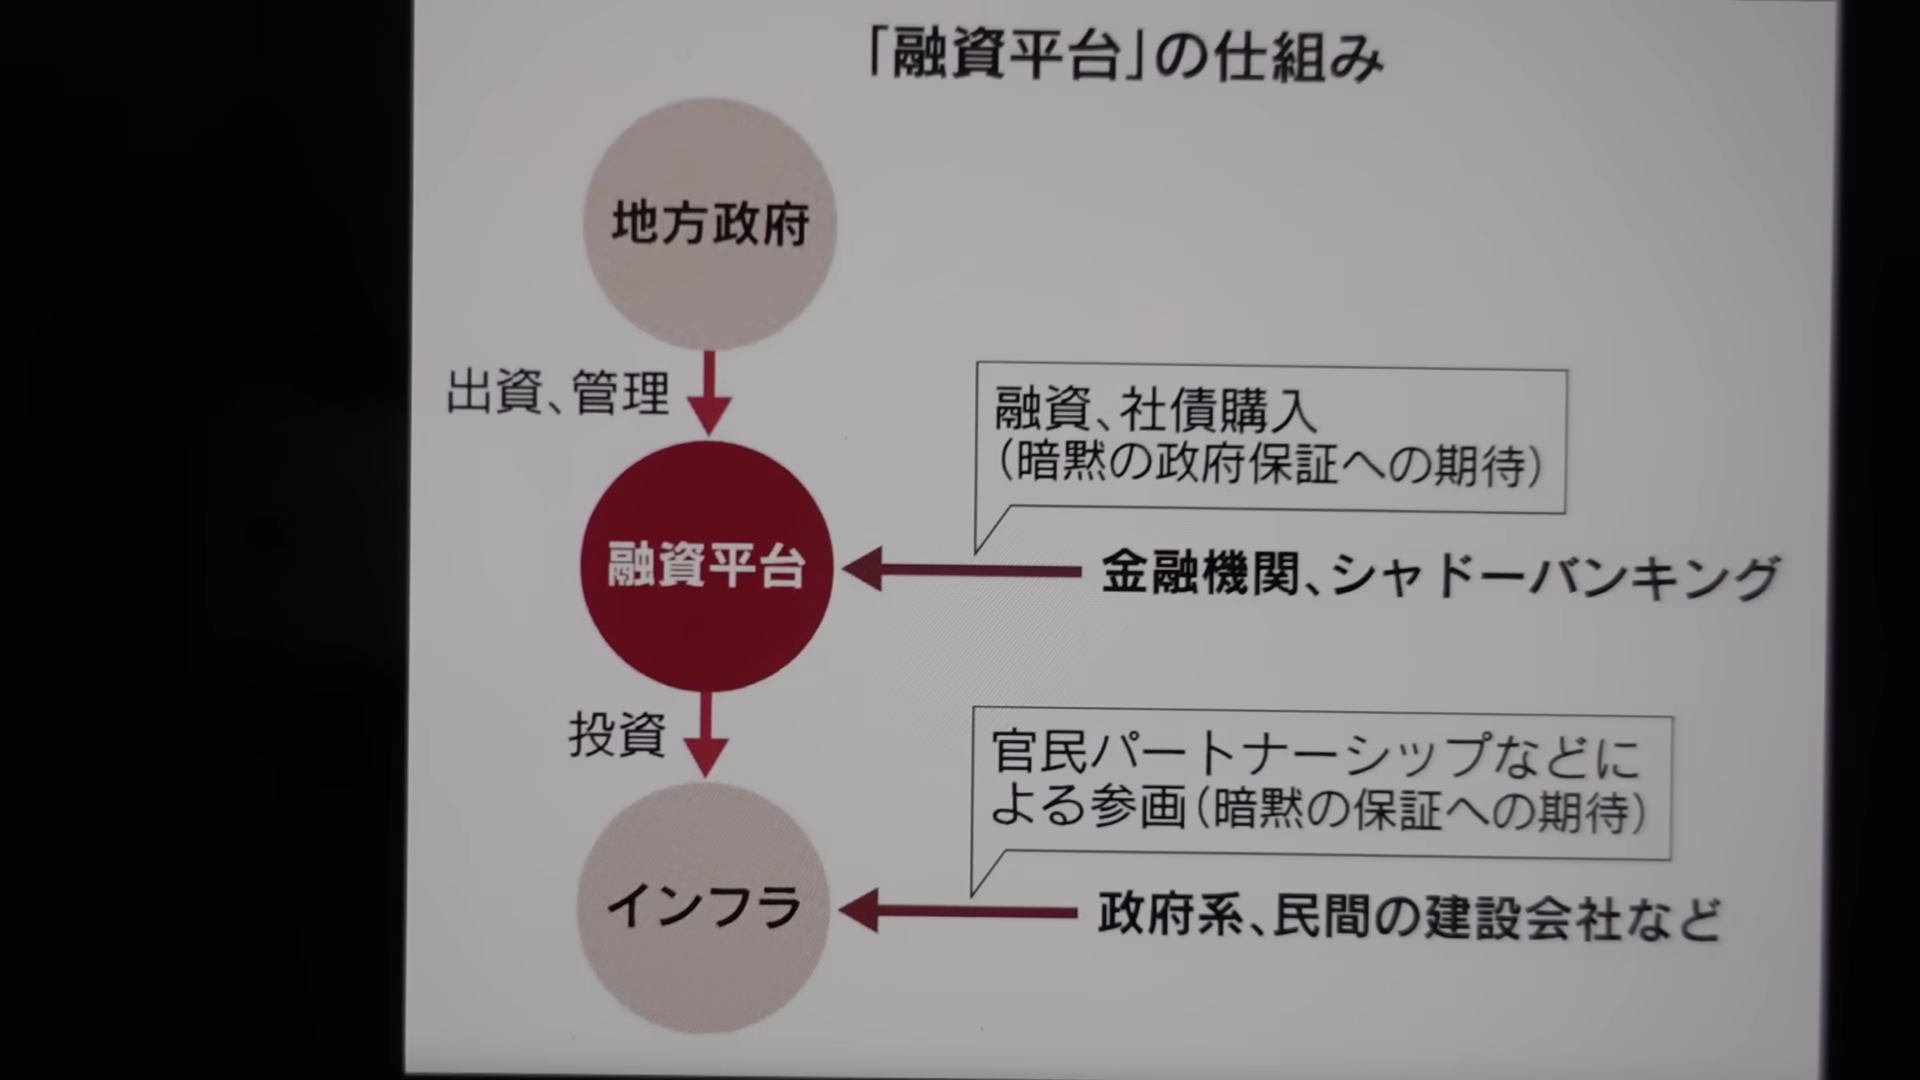 「融資平台」の仕組み
地方政府
出資、管理
融資、社債購入
(暗黙の政府保証への期待)
融資平台
金融機関、シャドーバンキング
投資
官民パートナーシップなどに
よる参画(暗黙の保証への期待)
インフラ
政府系、民間の建設会社など